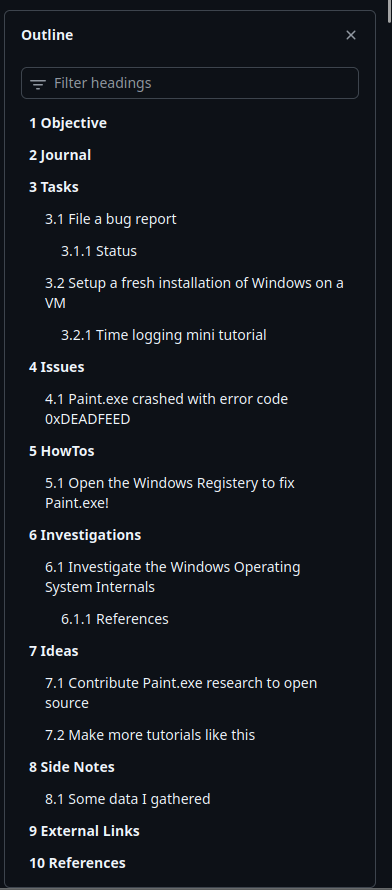 Outline
Filter headings
1 Objective
2 Journal
3 Tasks
3.1 File a bug report
3.1.1 Status
3.2 Setup a fresh installation of Windows on a
VM
3.2.1 Time logging mini tutorial
4 Issues
4.1 Paint.exe crashed with error code
0xDEADFEED
5 HowTos
5.1 Open the Windows Registery to fix
Paint.exe!
6 Investigations
6.1 Investigate the Windows Operating
System Internals
6.1.1 References
7 Ideas
7.1 Contribute Paint.exe research to open
source
7.2 Make more tutorials like this
8 Side Notes
8.1 Some data I gathered
9 External Links
10 References